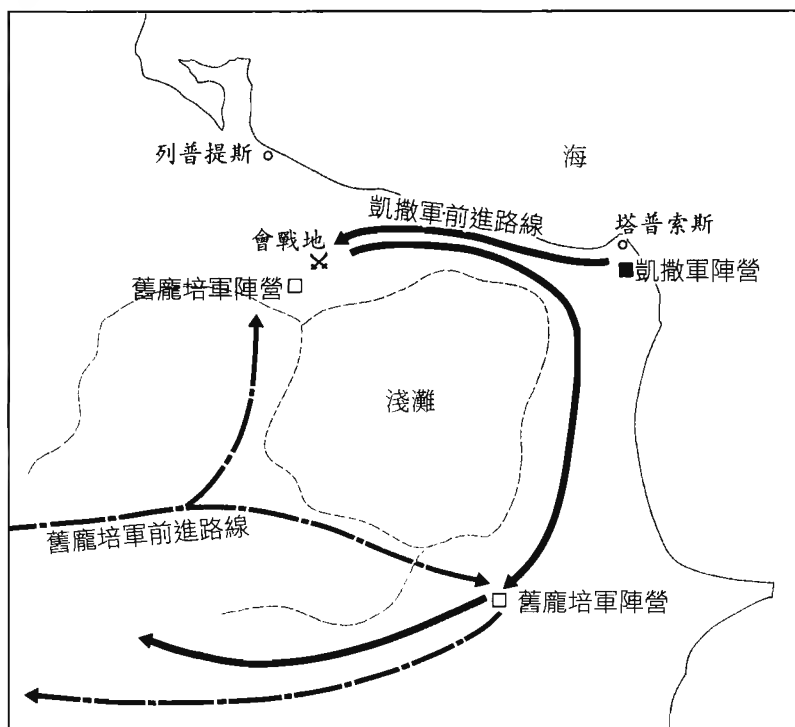 列普提斯
海
凱撒軍前進路線
塔普索斯
會戰地
凱撒軍陣營
舊龐培軍陣營
淺灘
舊龐培軍前進路線
舊龐培軍陣營